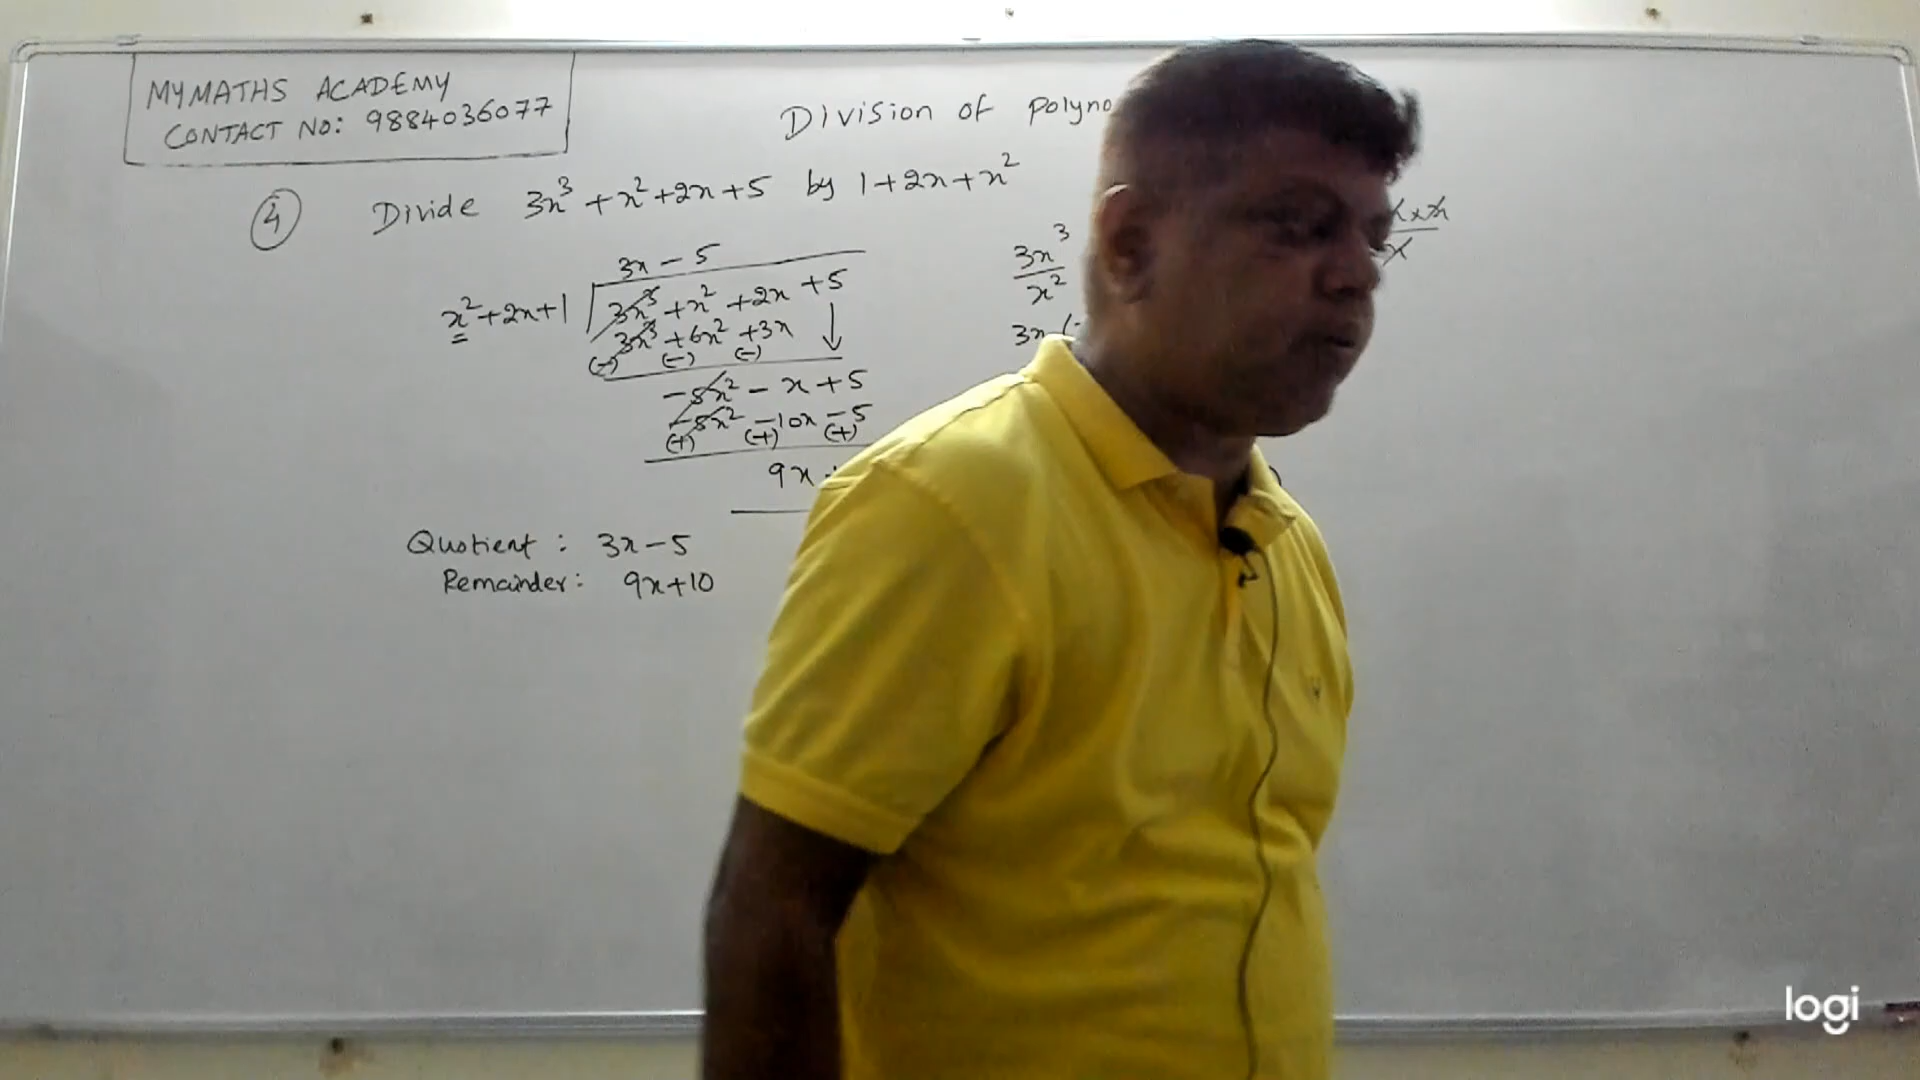 MYMATHS ACADEMY
CONTACT NO: 9884036077
Division of polyno
4 Divide 3x³ + x² + 2x + 5 by 1 + 2x + x²
3x - 5
x² + 2x + 1 3x³ + x² + 2x + 5
3x³ + 6x² + 3x
(-) (-) (-)
-5x² - x + 5
-5x² - 10x - 5
(+) (+) (+)
9x
Quotient : 3x - 5
Remainder : 9x + 10
3x³
x²
3x (
x x x
x
logi